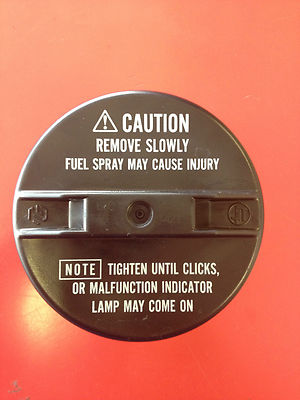 ⚠ CAUTION
REMOVE SLOWLY
FUEL SPRAY MAY CAUSE INJURY
NOTE TIGHTEN UNTIL CLICKS,
OR MALFUNCTION INDICATOR
LAMP MAY COME ON